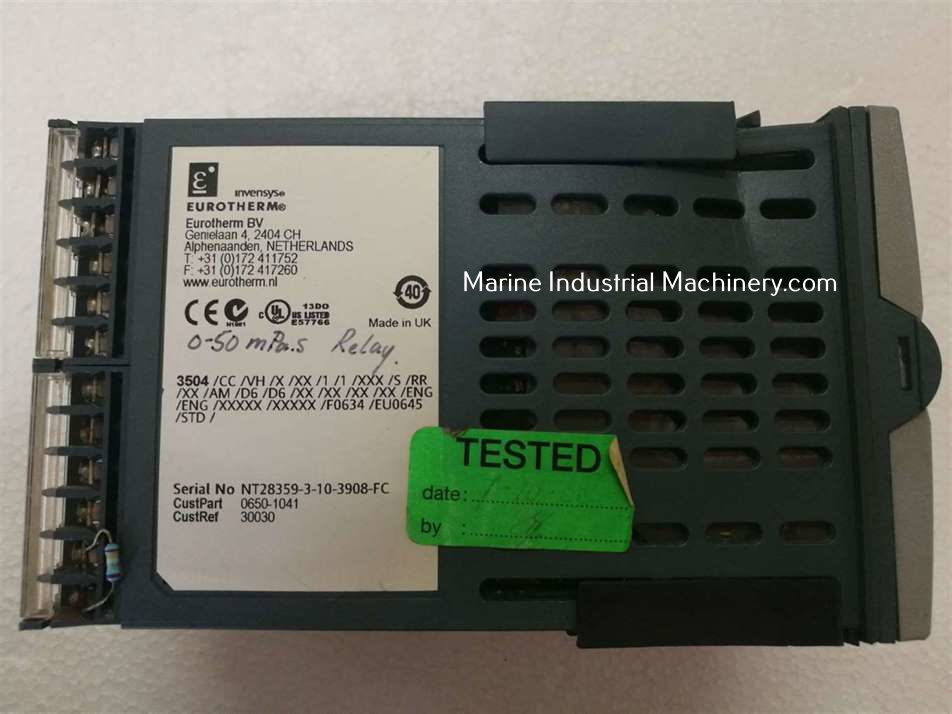 invensys®
EUROTHERM®
Eurotherm BV
Genielaan 4, 2404 CH
Alphenaanden, NETHERLANDS
T: +31 (0)172 411752
F: +31 (0)172 417260
www.eurotherm.nl
Marine Industrial Machinery.com
40
CE
N1901
c UL US LISTED
13DO
E57766
Made in UK
0-50 mPa.s Relay.
3504 /CC /VH /X /XX /1 /1 /XXX /S /RR
/XX /AM /D6 /D6 /XX /XX /XX /XX /ENG
/ENG /XXXXX /XXXXX /F0634 /EU0645
/STD /
Serial No NT28359-3-10-3908-FC
CustPart 0650-1041
CustRef 30030
TESTED
date:
by :